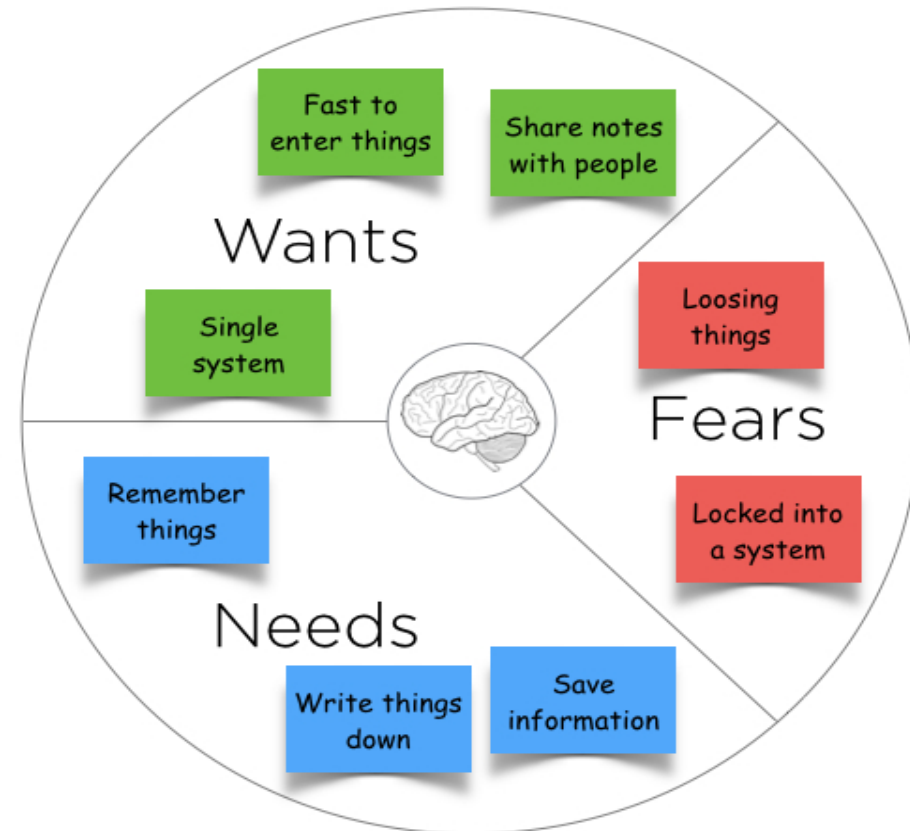 Fast to
enter things
Share notes
with people
Wants
Single
system
Loosing
things
Fears
Locked into
a system
Remember
things
Needs
Write things
down
Save
information